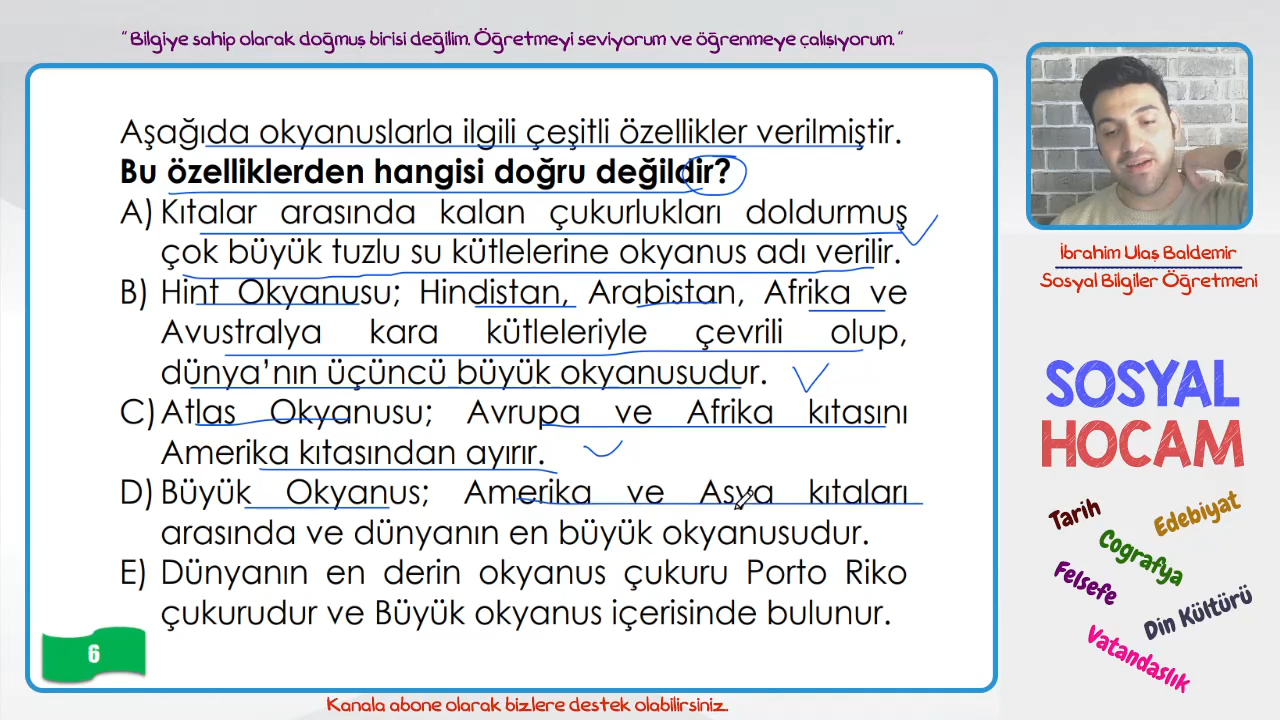 “Bilgiye sahip olarak doğmuş birisi değilim. Öğretmeyi seviyorum ve öğrenmeye çalışıyorum.”
Aşağıda okyanuslarla ilgili çeşitli özellikler verilmiştir.
Bu özelliklerden hangisi doğru değildir?
A) Kıtalar arasında kalan çukurlukları doldurmuş
çok büyük tuzlu su kütlelerine okyanus adı verilir.
B) Hint Okyanusu; Hindistan, Arabistan, Afrika ve
Avustralya kara kütleleriyle çevrili olup,
dünya’nın üçüncü büyük okyanusudur.
C) Atlas Okyanusu; Avrupa ve Afrika kıtasını
Amerika kıtasından ayırır.
D) Büyük Okyanus; Amerika ve Asya kıtaları
arasında ve dünyanın en büyük okyanusudur.
E) Dünyanın en derin okyanus çukuru Porto Riko
çukurudur ve Büyük okyanus içerisinde bulunur.
6
Kanala abone olarak bizlere destek olabilirsiniz.
İbrahim Ulaş Baldemir
Sosyal Bilgiler Öğretmeni
SOSYAL
HOCAM
Tarih
Edebiyat
Cografya
Felsefe
Din Kültürü
Vatandaslık